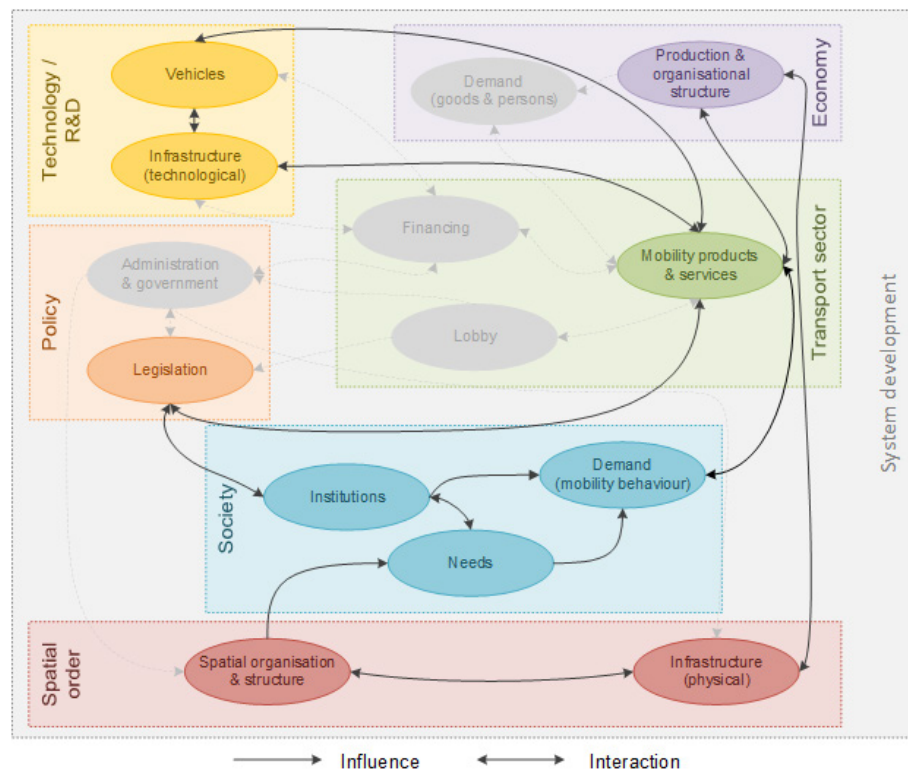 Technology /
R&D
Vehicles
Infrastructure
(technological)
Economy
Demand
(goods & persons)
Production &
organisational
structure
Policy
Administration
& government
Legislation
Transport sector
Financing
Mobility products
& services
Lobby
System development
Society
Institutions
Demand
(mobility behaviour)
Needs
Spatial
order
Spatial organisation
& structure
Infrastructure
(physical)
Influence
Interaction